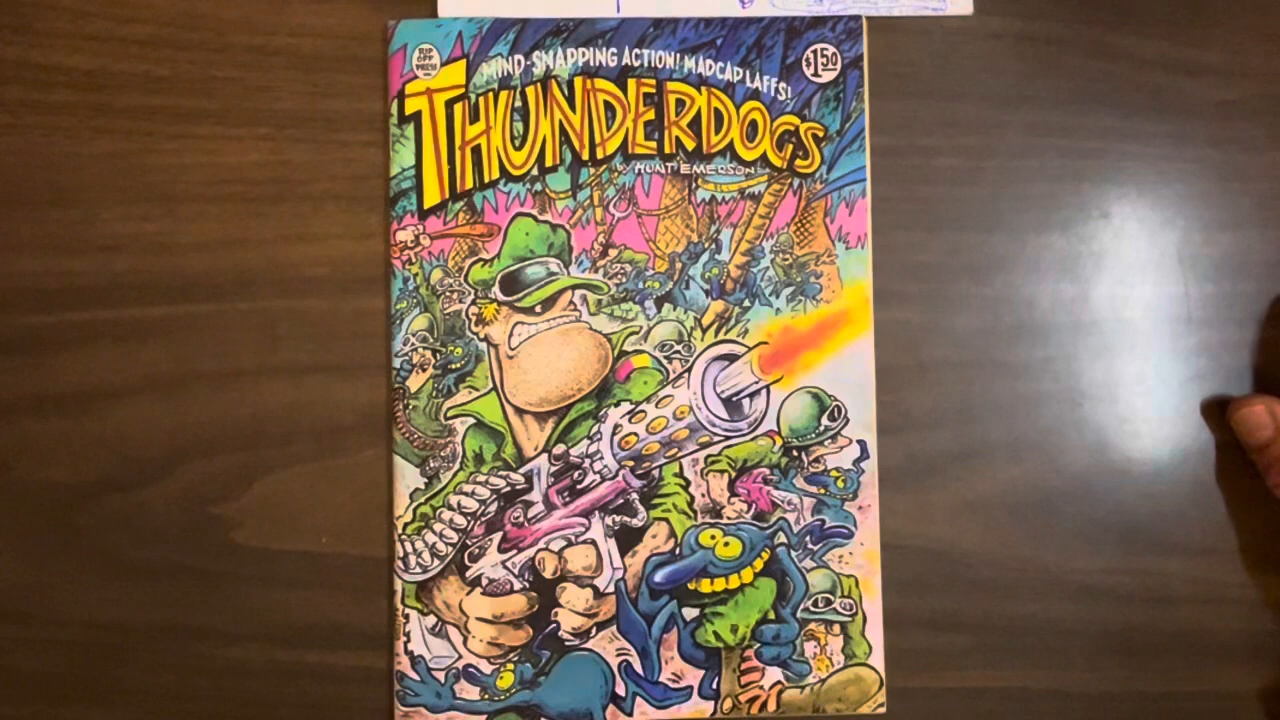 RIP
OFF
PRESS
MIND-SNAPPING ACTION! MADCAP LAFFS!
$1.50
THUNDERDOGS
by HUNT EMERSON